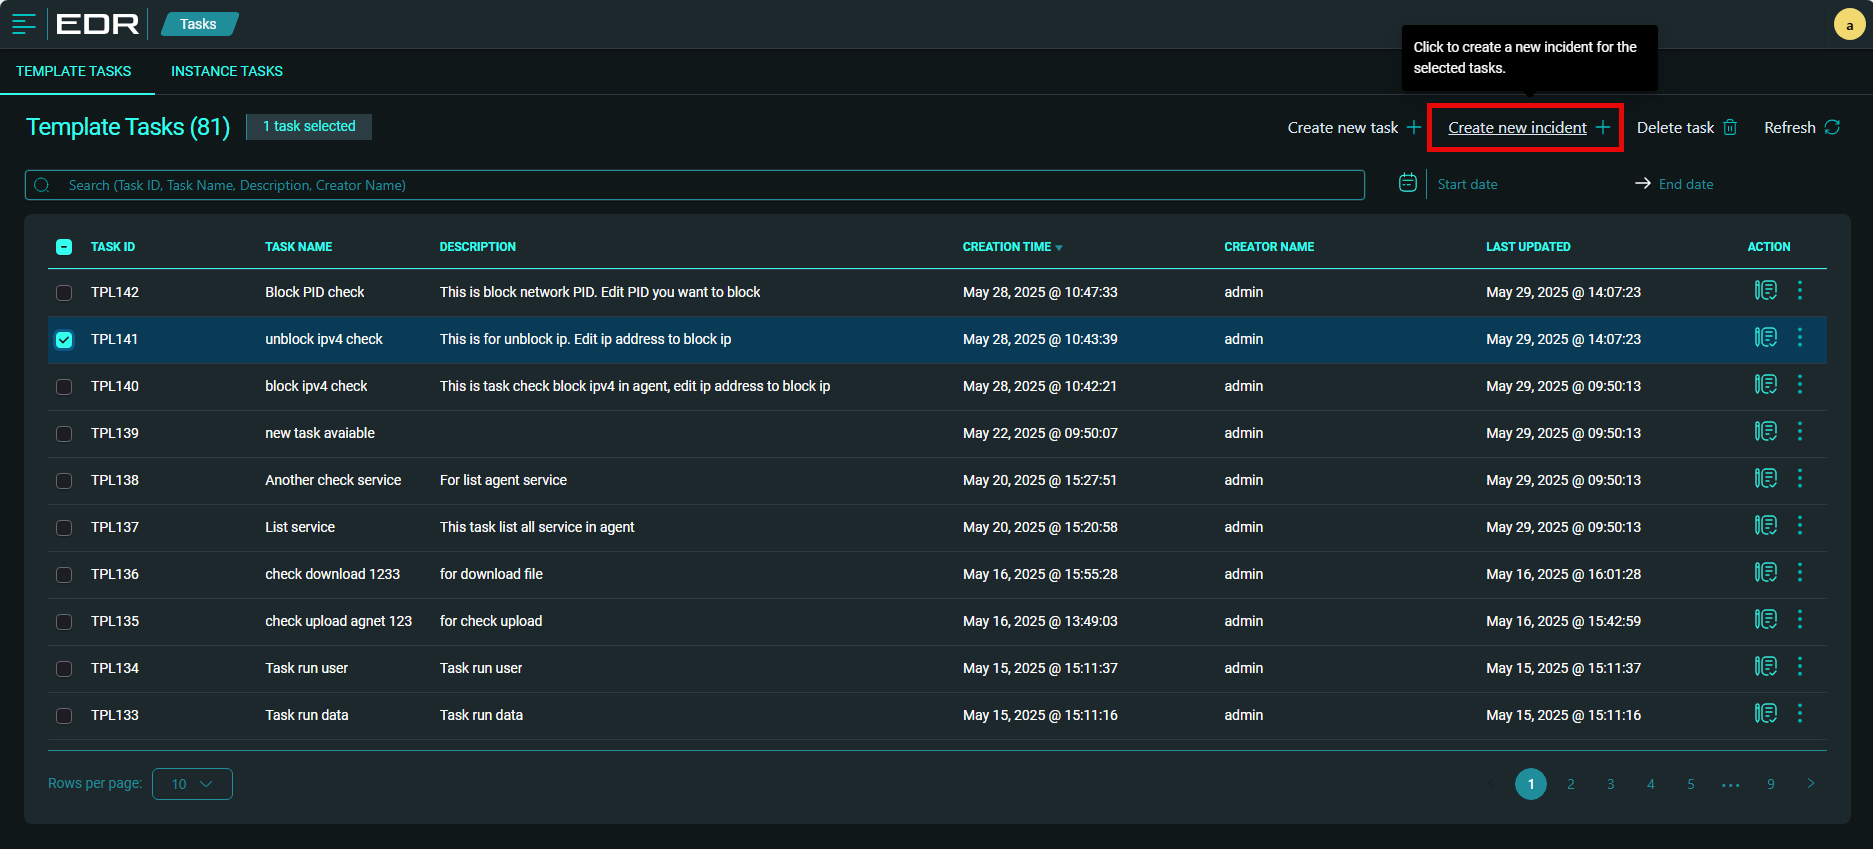 EDR
Tasks
a
TEMPLATE TASKS
INSTANCE TASKS
Click to create a new incident for the
selected tasks.
Template Tasks (81)
1 task selected
Create new task
Create new incident
Delete task
Refresh
Search (Task ID, Task Name, Description, Creator Name)
Start date
End date
TASK ID TASK NAME DESCRIPTION CREATION TIME CREATOR NAME LAST UPDATED ACTION
TPL142 Block PID check This is block network PID. Edit PID you want to block May 28, 2025 @ 10:47:33 admin May 29, 2025 @ 14:07:23
TPL141 unblock ipv4 check This is for unblock ip. Edit ip address to block ip May 28, 2025 @ 10:43:39 admin May 29, 2025 @ 14:07:23
TPL140 block ipv4 check This is task check block ipv4 in agent, edit ip address to block ip May 28, 2025 @ 10:42:21 admin May 29, 2025 @ 09:50:13
TPL139 new task avaiable May 22, 2025 @ 09:50:07 admin May 29, 2025 @ 09:50:13
TPL138 Another check service For list agent service May 20, 2025 @ 15:27:51 admin May 29, 2025 @ 09:50:13
TPL137 List service This task list all service in agent May 20, 2025 @ 15:20:58 admin May 29, 2025 @ 09:50:13
TPL136 check download 1233 for download file May 16, 2025 @ 15:55:28 admin May 16, 2025 @ 16:01:28
TPL135 check upload agnet 123 for check upload May 16, 2025 @ 13:49:03 admin May 16, 2025 @ 15:42:59
TPL134 Task run user Task run user May 15, 2025 @ 15:11:37 admin May 15, 2025 @ 15:11:37
TPL133 Task run data Task run data May 15, 2025 @ 15:11:16 admin May 15, 2025 @ 15:11:16
Rows per page: 10
1 2 3 4 5 ••• 9